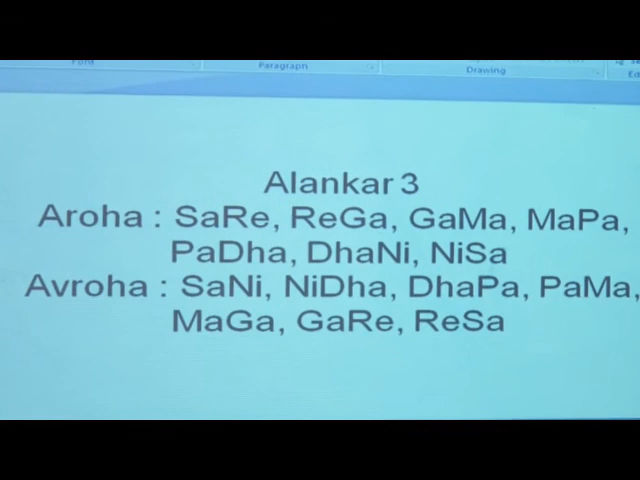 Font Paragraph Drawing
Alankar 3
Aroha : SaRe, ReGa, GaMa, MaPa,
PaDha, DhaNi, NiSa
Avroha : SaNi, NiDha, DhaPa, PaMa,
MaGa, GaRe, ReSa